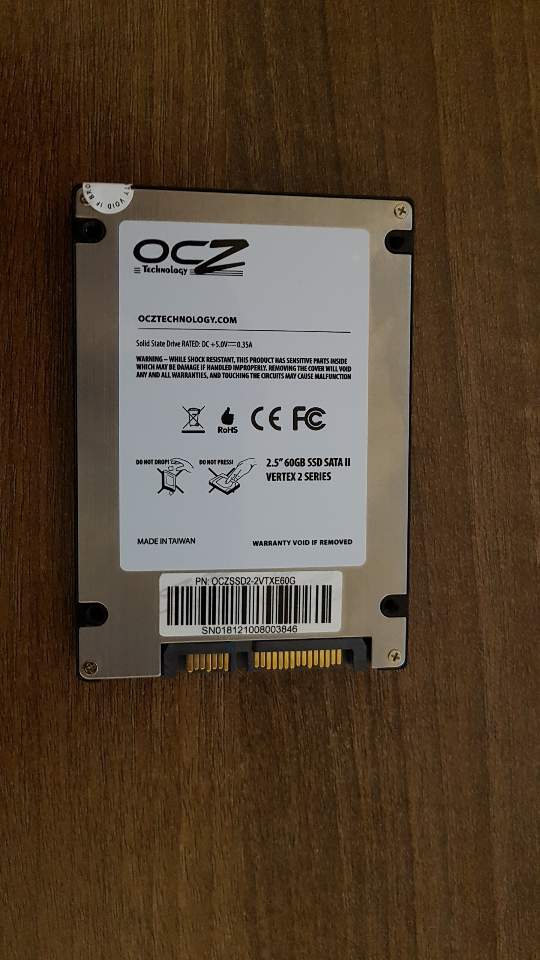 OCZ
Technology
OCZTECHNOLOGY.COM
Solid State Drive RATED: DC +5.0V⎓0.35A
WARNING – WHILE SHOCK RESISTANT, THIS PRODUCT HAS SENSITIVE PARTS INSIDE
WHICH MAY BE DAMAGE IF HANDLED IMPROPERLY. REMOVING THE COVER WILL VOID
ANY AND ALL WARRANTIES, AND TOUCHING THE CIRCUITS MAY CAUSE MALFUNCTION
RoHS CE FC
DO NOT DROP! DO NOT PRESS!
2.5" 60GB SSD SATA II
VERTEX 2 SERIES
MADE IN TAIWAN WARRANTY VOID IF REMOVED
PN: OCZSSD2-2VTXE60G
SN018121008003846